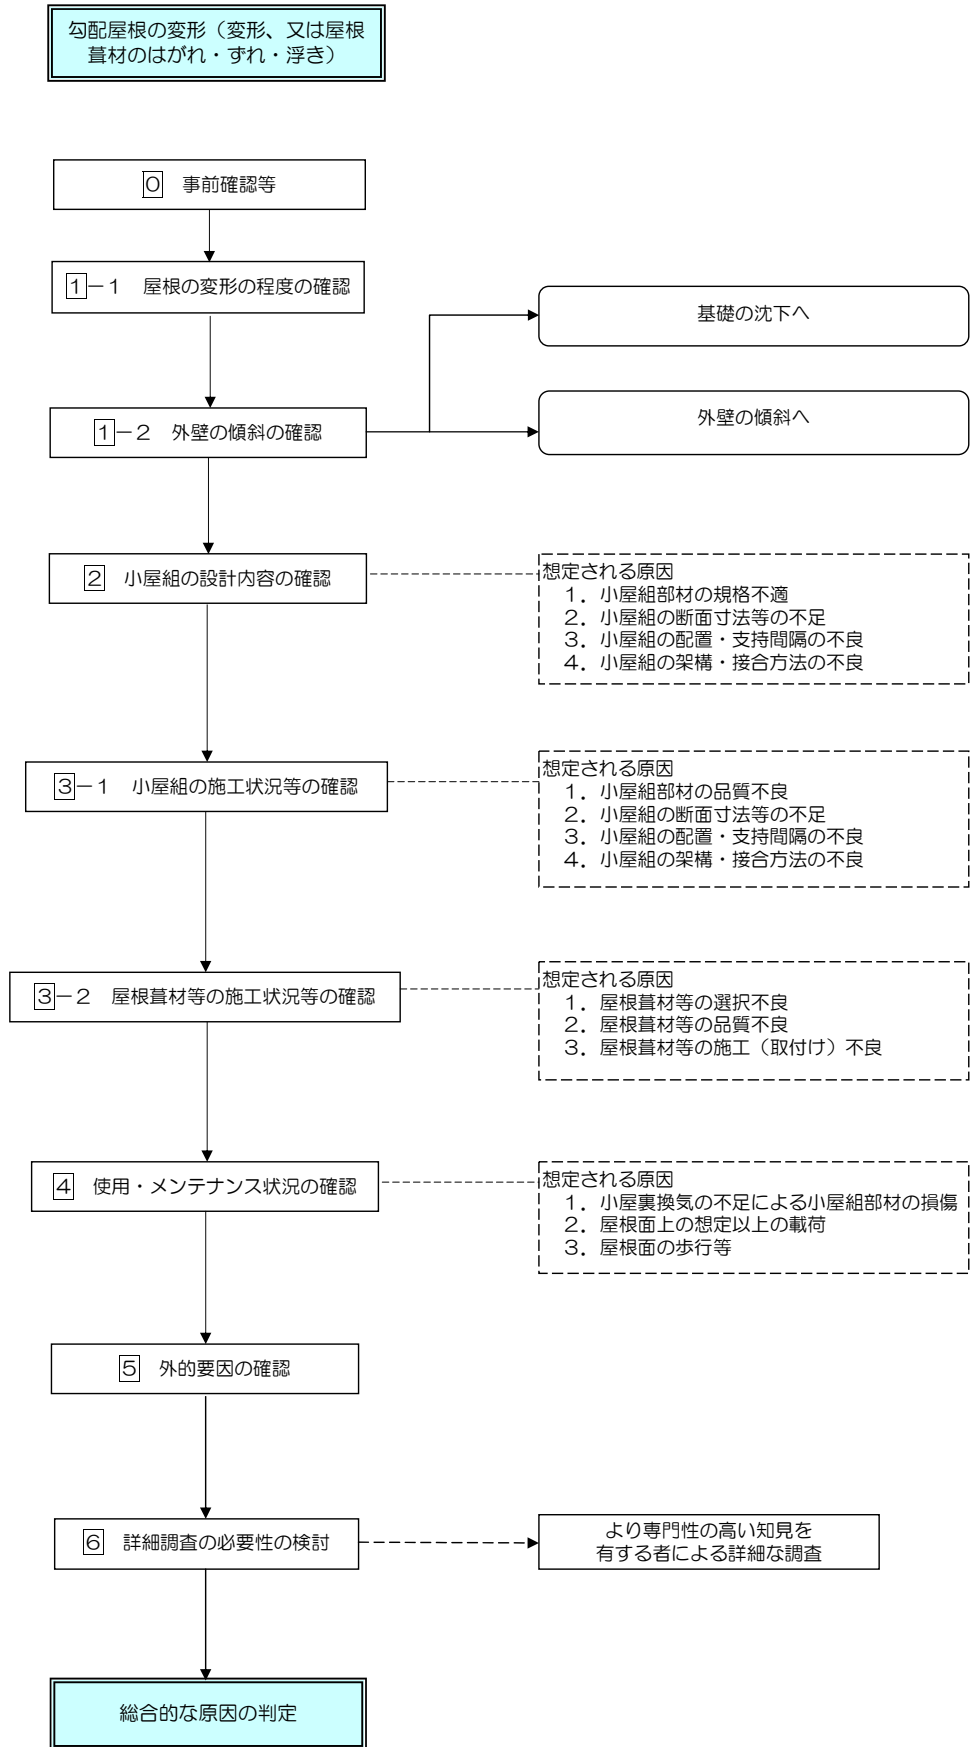 勾配屋根の変形（変形、又は屋根
葺材のはがれ・ずれ・浮き）
0　事前確認等
1－1　屋根の変形の程度の確認
基礎の沈下へ
1－2　外壁の傾斜の確認
外壁の傾斜へ
2　小屋組の設計内容の確認
想定される原因
1．小屋組部材の規格不適
2．小屋組の断面寸法等の不足
3．小屋組の配置・支持間隔の不良
4．小屋組の架構・接合方法の不良
3－1　小屋組の施工状況等の確認
想定される原因
1．小屋組部材の品質不良
2．小屋組の断面寸法等の不足
3．小屋組の配置・支持間隔の不良
4．小屋組の架構・接合方法の不良
3－2　屋根葺材等の施工状況等の確認
想定される原因
1．屋根葺材等の選択不良
2．屋根葺材等の品質不良
3．屋根葺材等の施工（取付け）不良
4　使用・メンテナンス状況の確認
想定される原因
1．小屋裏換気の不足による小屋組部材の損傷
2．屋根面上の想定以上の載荷
3．屋根面の歩行等
5　外的要因の確認
6　詳細調査の必要性の検討
より専門性の高い知見を
有する者による詳細な調査
総合的な原因の判定